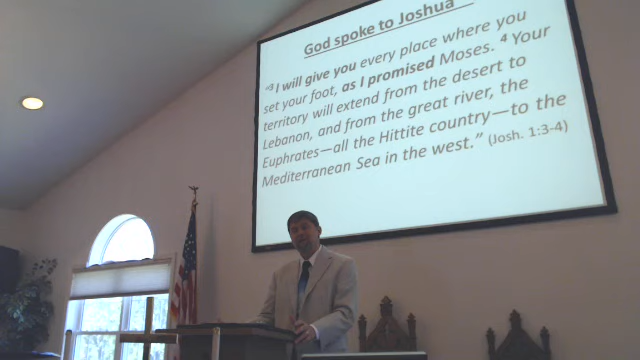 God spoke to Joshua
“³ I will give you every place where you
set your foot, as I promised Moses. ⁴ Your
territory will extend from the desert to
Lebanon, and from the great river, the
Euphrates—all the Hittite country—to the
Mediterranean Sea in the west.” (Josh. 1:3-4)